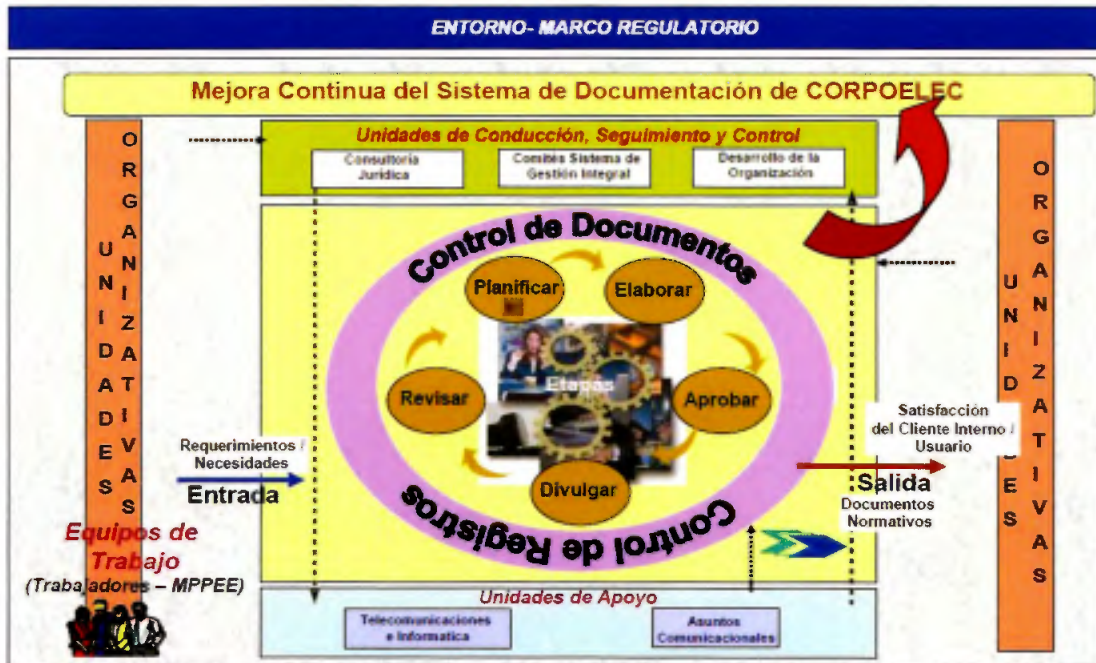 ENTORNO- MARCO REGULATORIO
Mejora Continua del Sistema de Documentación de CORPOELEC
UNIDADES
ORGANIZATIVAS
Unidades de Conducción, Seguimiento y Control
Consultoría
Jurídica
Comités Sistema de
Gestión Integral
Desarrollo de la
Organización
Control de Documentos
Planificar
Elaborar
Etapas
Revisar
Aprobar
Divulgar
Control de Registros
Requerimientos /
Necesidades
Entrada
Satisfacción
del Cliente Interno /
Usuario
Salida
Documentos
Normativos
UNIDADES
ORGANIZATIVAS
Equipos de
Trabajo
(Trabajadores – MPPEE)
Unidades de Apoyo
Telecomunicaciones
e Informatica
Asuntos
Comunicacionales